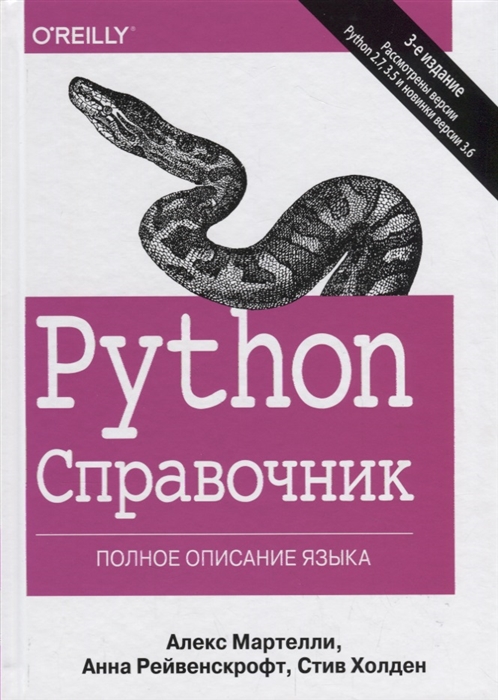 O'REILLY®
3-е издание
Рассмотрены версии
Python 2.7, 3.5 и новинки версии 3.6
Python
Справочник
ПОЛНОЕ ОПИСАНИЕ ЯЗЫКА
Алекс Мартелли,
Анна Рейвенскрофт, Стив Холден